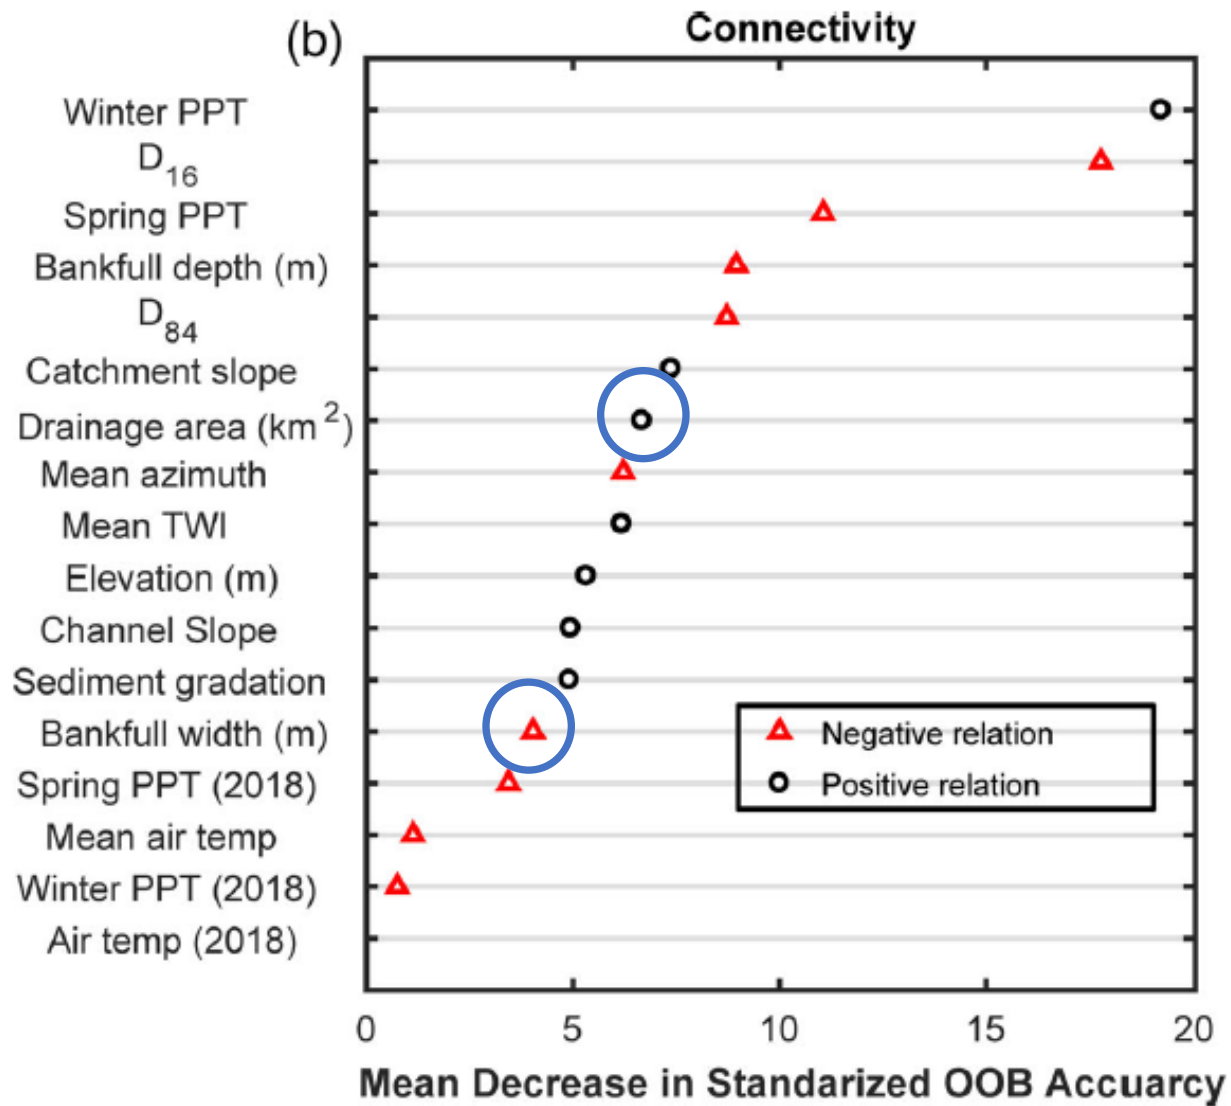 (b) Connectivity
Winter PPT
D16
Spring PPT
Bankfull depth (m)
D84
Catchment slope
Drainage area (km2)
Mean azimuth
Mean TWI
Elevation (m)
Channel Slope
Sediment gradation
Bankfull width (m)
Spring PPT (2018)
Mean air temp
Winter PPT (2018)
Air temp (2018)
Negative relation
Positive relation
0 5 10 15 20
Mean Decrease in Standarized OOB Accuarcy